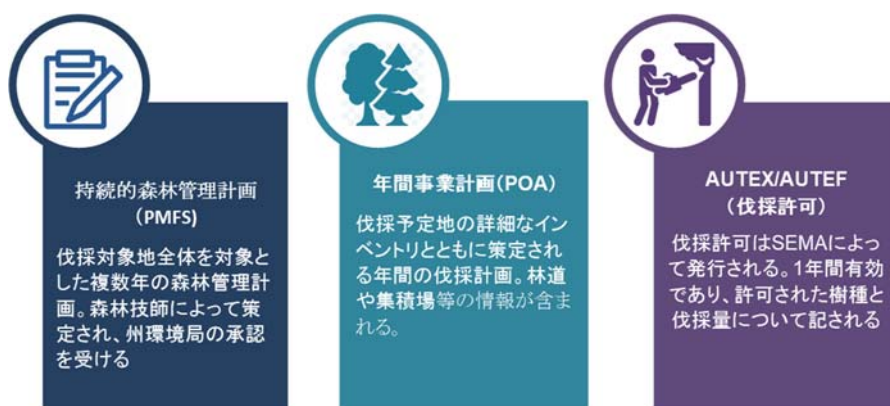 持続的森林管理計画
(PMFS)
伐採対象地全体を対象と
した複数年の森林管理計
画。森林技師によって策
定され、州環境局の承認
を受ける
年間事業計画(POA)
伐採予定地の詳細なイン
ベントリとともに策定され
る年間の伐採計画。林道
や集積場等の情報が含ま
れる。
AUTEX/AUTEF
(伐採許可)
伐採許可はSEMAによっ
て発行される。1年間有効
であり、許可された樹種と
伐採量について記される